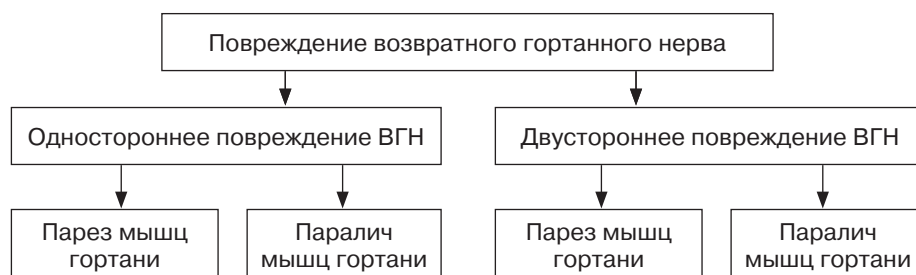 Повреждение возвратного гортанного нерва
Одностороннее повреждение ВГН
Двустороннее повреждение ВГН
Парез мышц
гортани
Паралич
мышц гортани
Парез мышц
гортани
Паралич
мышц гортани